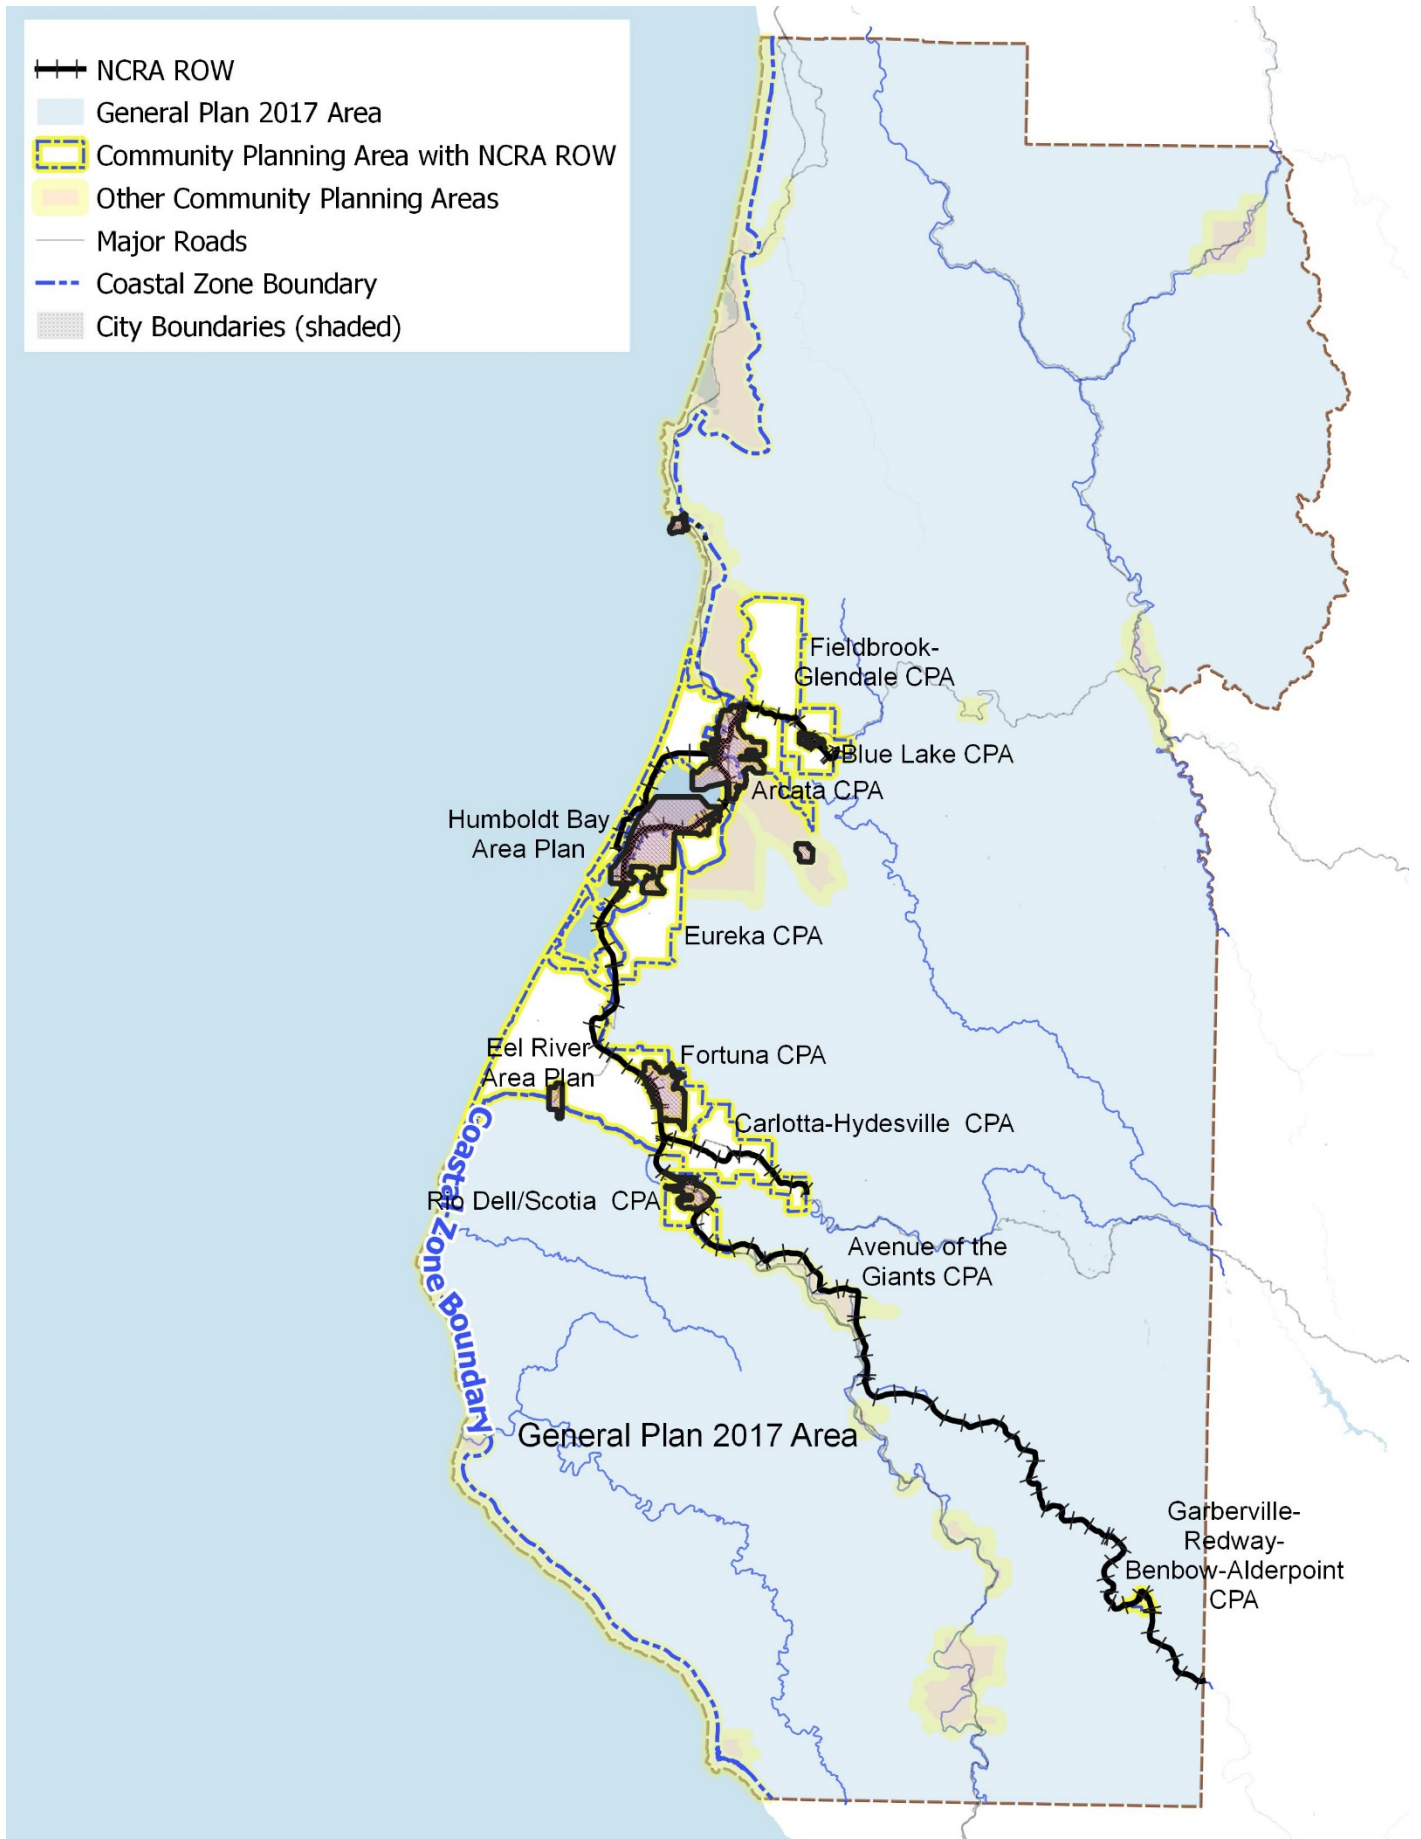 NCRA ROW
General Plan 2017 Area
Community Planning Area with NCRA ROW
Other Community Planning Areas
Major Roads
Coastal Zone Boundary
City Boundaries (shaded)
Fieldbrook-
Glendale CPA
Blue Lake CPA
Arcata CPA
Humboldt Bay
Area Plan
Eureka CPA
Eel River
Area Plan
Fortuna CPA
Carlotta-Hydesville CPA
Rio Dell/Scotia CPA
Avenue of the
Giants CPA
Coastal Zone Boundary
General Plan 2017 Area
Garberville-
Redway-
Benbow-Alderpoint
CPA